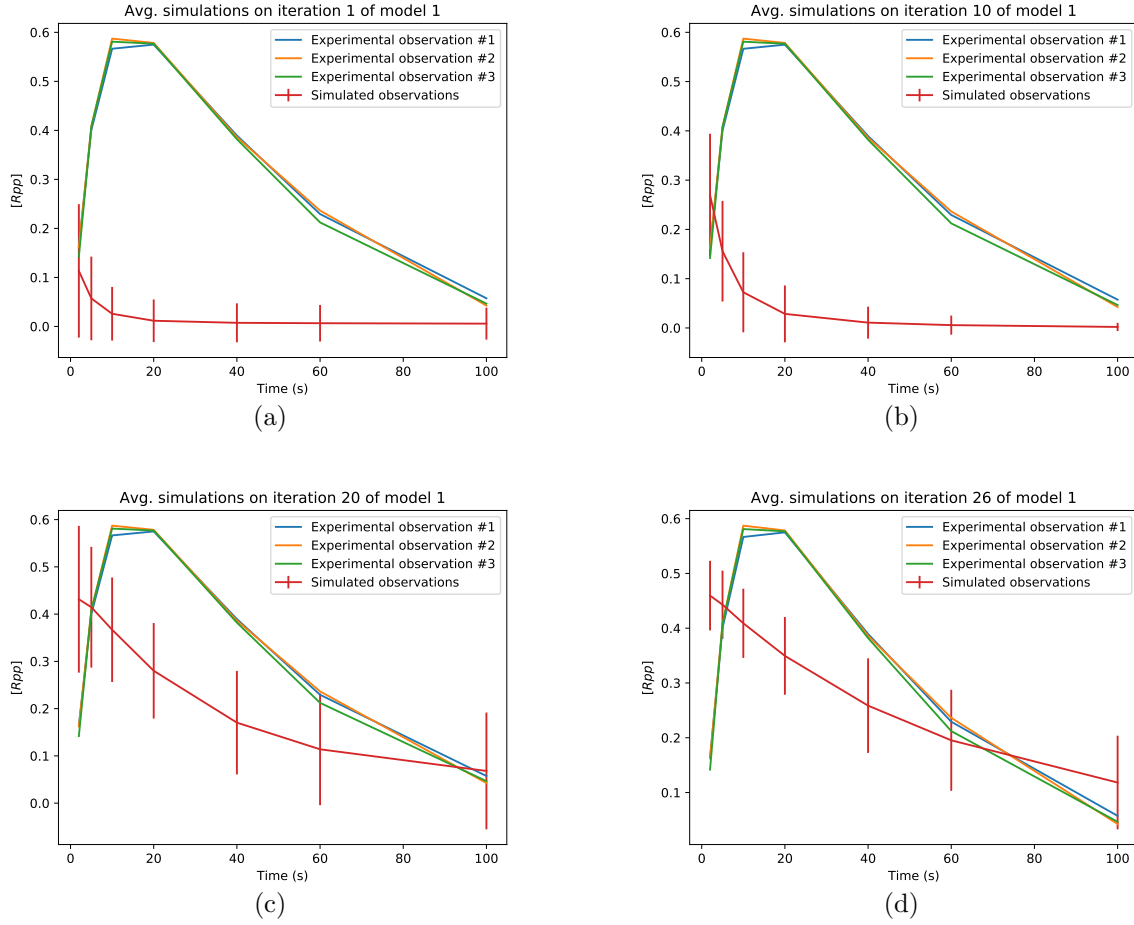 Avg. simulations on iteration 1 of model 1
Experimental observation #1
Experimental observation #2
Experimental observation #3
Simulated observations
0.6
0.5
0.4
0.3
0.2
0.1
0.0
[Rpp]
0 20 40 60 80 100
Time (s)
(a)
Avg. simulations on iteration 10 of model 1
Experimental observation #1
Experimental observation #2
Experimental observation #3
Simulated observations
0.6
0.5
0.4
0.3
0.2
0.1
0.0
[Rpp]
0 20 40 60 80 100
Time (s)
(b)
Avg. simulations on iteration 20 of model 1
Experimental observation #1
Experimental observation #2
Experimental observation #3
Simulated observations
0.6
0.5
0.4
0.3
0.2
0.1
0.0
[Rpp]
0 20 40 60 80 100
Time (s)
(c)
Avg. simulations on iteration 26 of model 1
Experimental observation #1
Experimental observation #2
Experimental observation #3
Simulated observations
0.6
0.5
0.4
0.3
0.2
0.1
[Rpp]
0 20 40 60 80 100
Time (s)
(d)